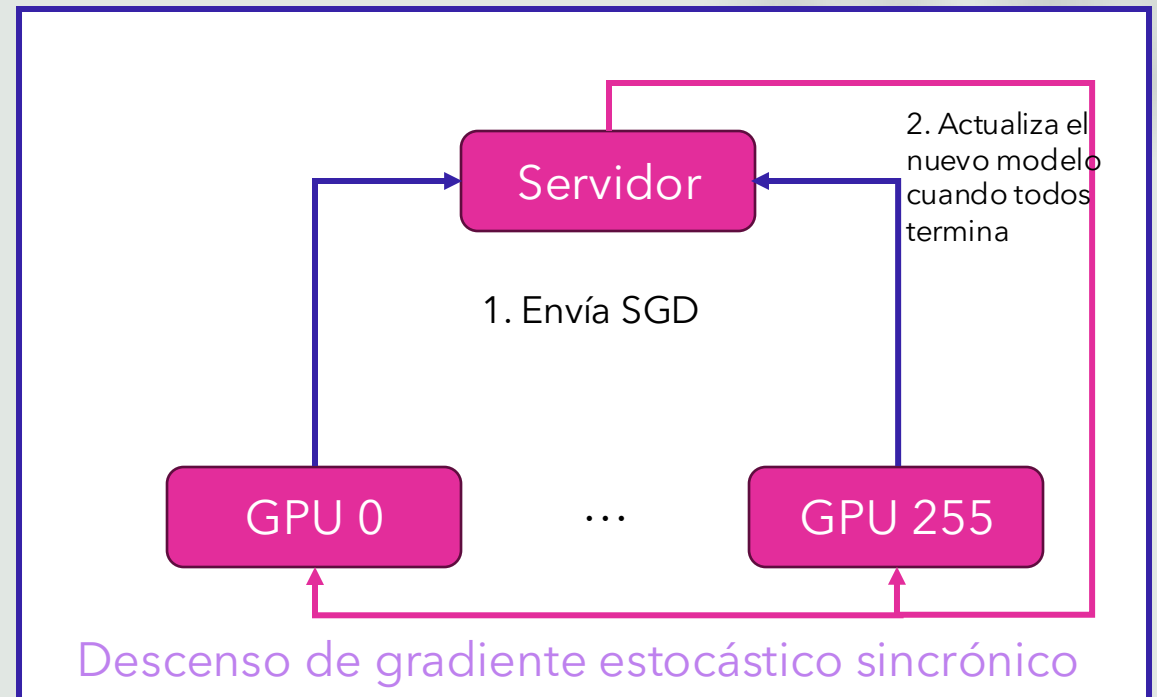 2. Actualiza el
nuevo modelo
cuando todos
termina
Servidor
1. Envía SGD
GPU 0
...
GPU 255
Descenso de gradiente estocástico sincrónico